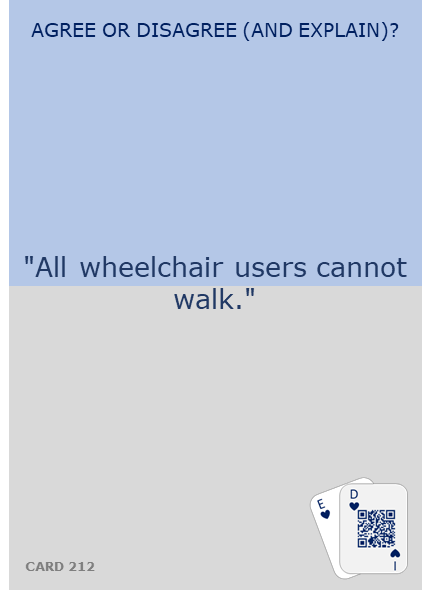 AGREE OR DISAGREE (AND EXPLAIN)?
"All wheelchair users cannot
walk."
E
D
I
CARD 212